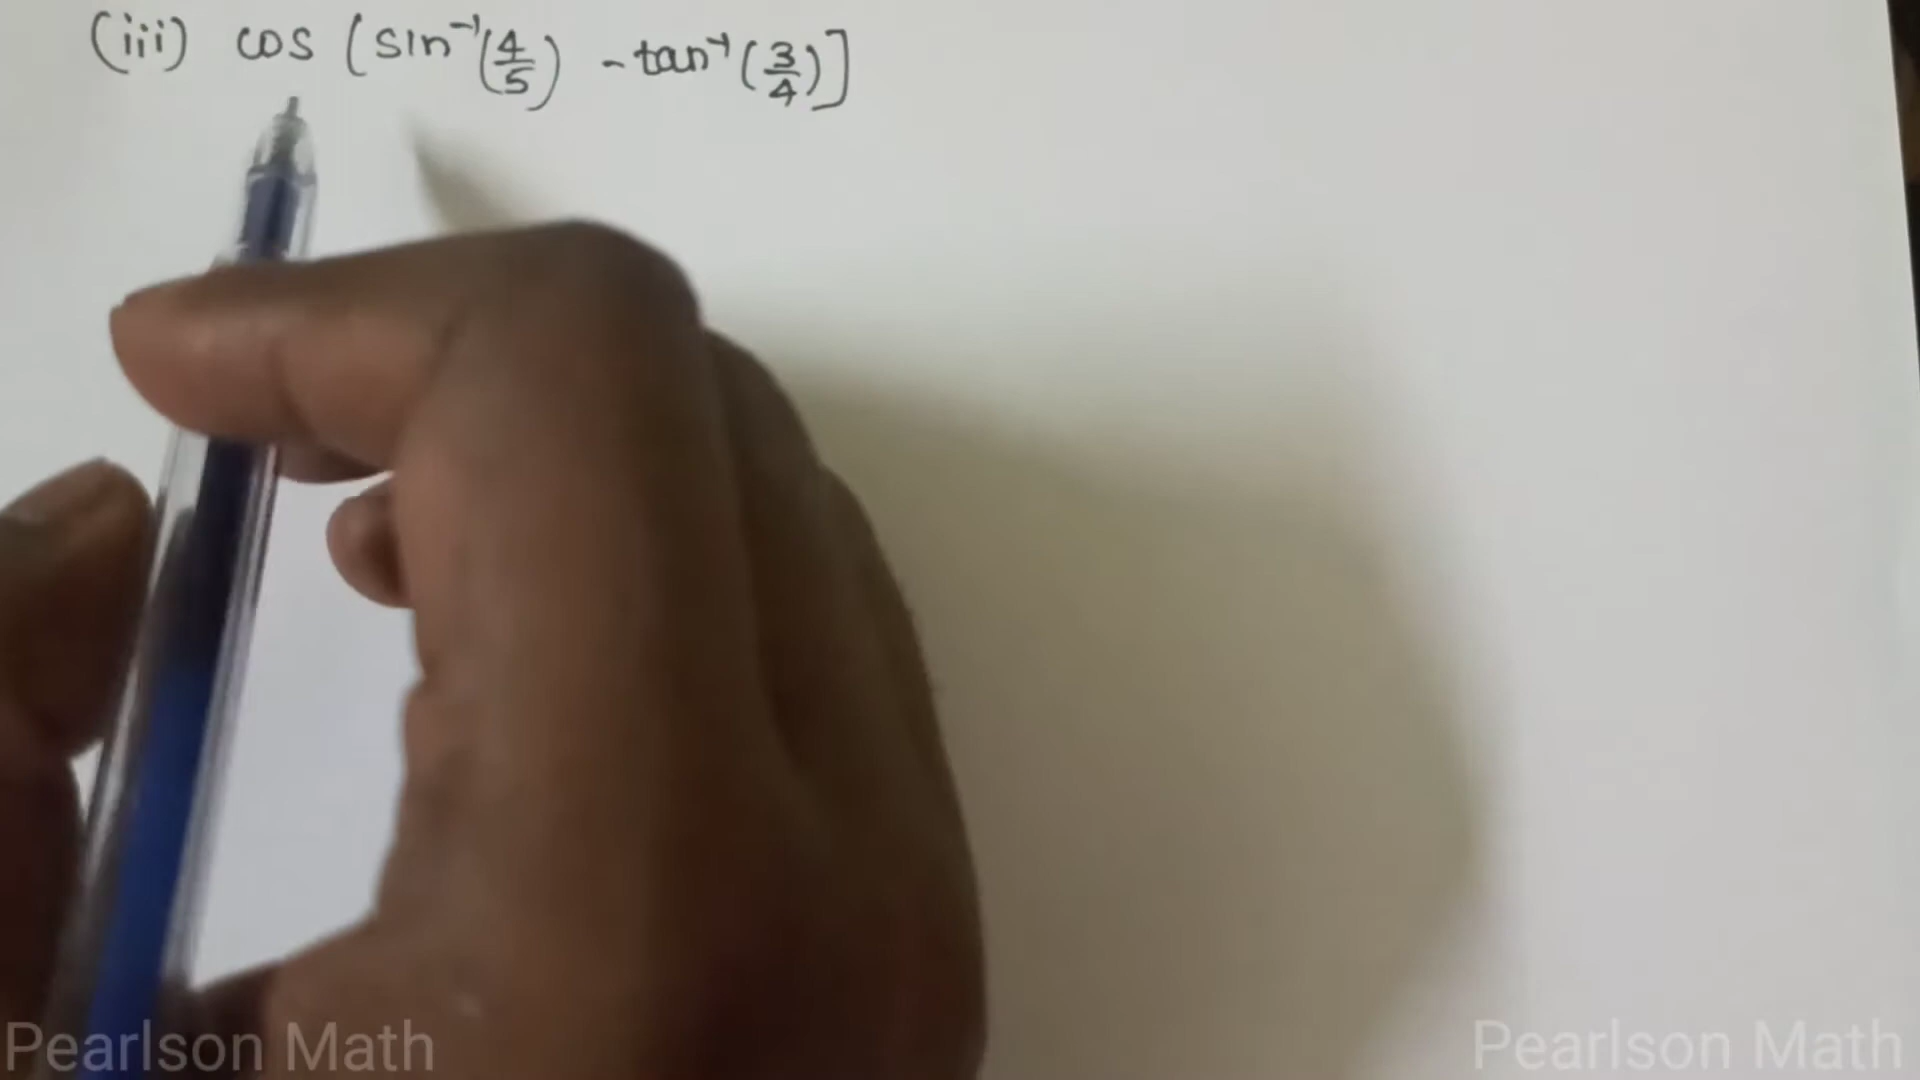 (iii) cos [sin⁻¹(4/5) - tan⁻¹(3/4)]
Pearlson Math
Pearlson Math